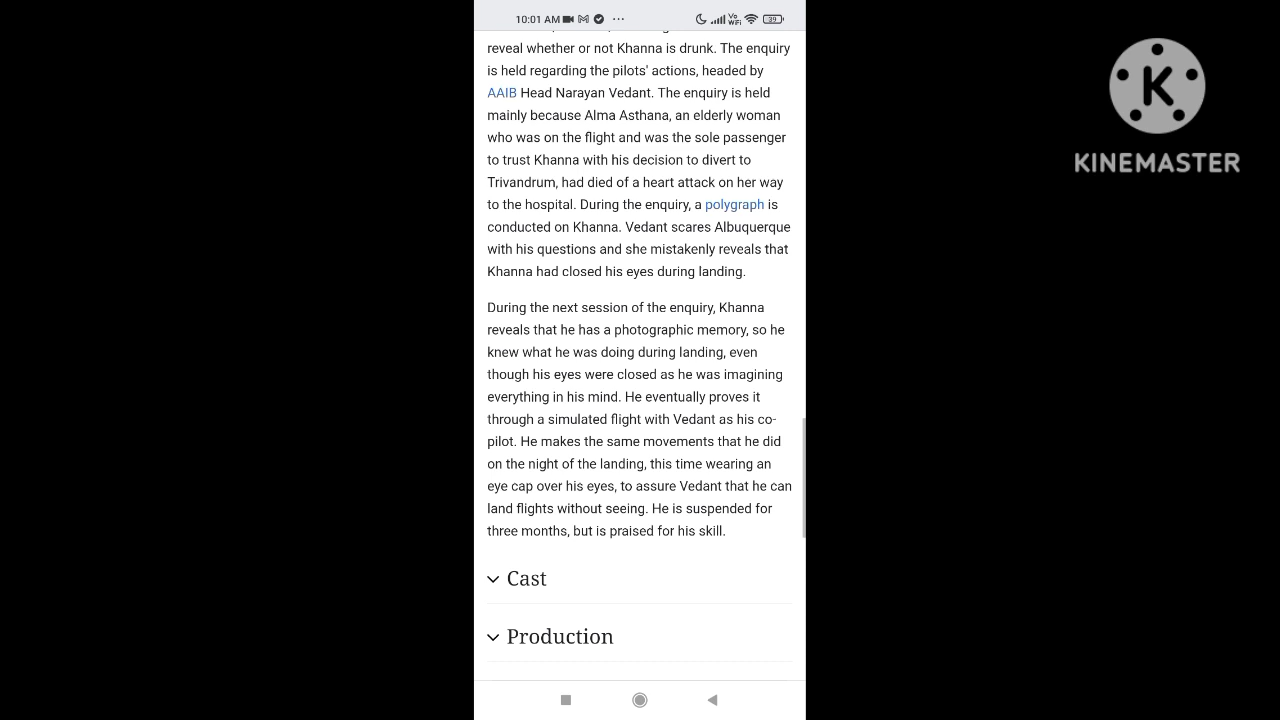 10:01 AM ...
Vo
WiFi
39
reveal whether or not Khanna is drunk. The enquiry
is held regarding the pilots' actions, headed by
AAIB Head Narayan Vedant. The enquiry is held
mainly because Alma Asthana, an elderly woman
who was on the flight and was the sole passenger
to trust Khanna with his decision to divert to
Trivandrum, had died of a heart attack on her way
to the hospital. During the enquiry, a polygraph is
conducted on Khanna. Vedant scares Albuquerque
with his questions and she mistakenly reveals that
Khanna had closed his eyes during landing.
During the next session of the enquiry, Khanna
reveals that he has a photographic memory, so he
knew what he was doing during landing, even
though his eyes were closed as he was imagining
everything in his mind. He eventually proves it
through a simulated flight with Vedant as his co-
pilot. He makes the same movements that he did
on the night of the landing, this time wearing an
eye cap over his eyes, to assure Vedant that he can
land flights without seeing. He is suspended for
three months, but is praised for his skill.
Cast
Production
K
KINEMASTER